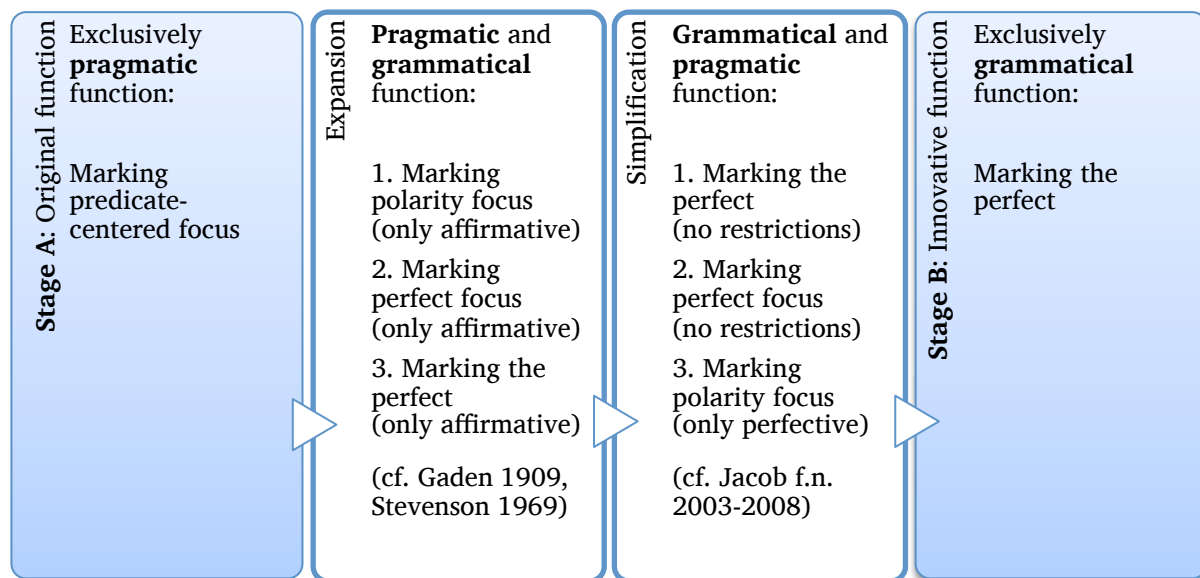 Stage A: Original function
Exclusively
pragmatic
function:
Marking
predicate-
centered focus
Expansion
Pragmatic and
grammatical
function:
1. Marking
polarity focus
(only affirmative)
2. Marking
perfect focus
(only affirmative)
3. Marking the
perfect
(only affirmative)
(cf. Gaden 1909,
Stevenson 1969)
Simplification
Grammatical and
pragmatic
function:
1. Marking the
perfect
(no restrictions)
2. Marking
perfect focus
(no restrictions)
3. Marking
polarity focus
(only perfective)
(cf. Jacob f.n.
2003-2008)
Stage B: Innovative function
Exclusively
grammatical
function:
Marking the
perfect